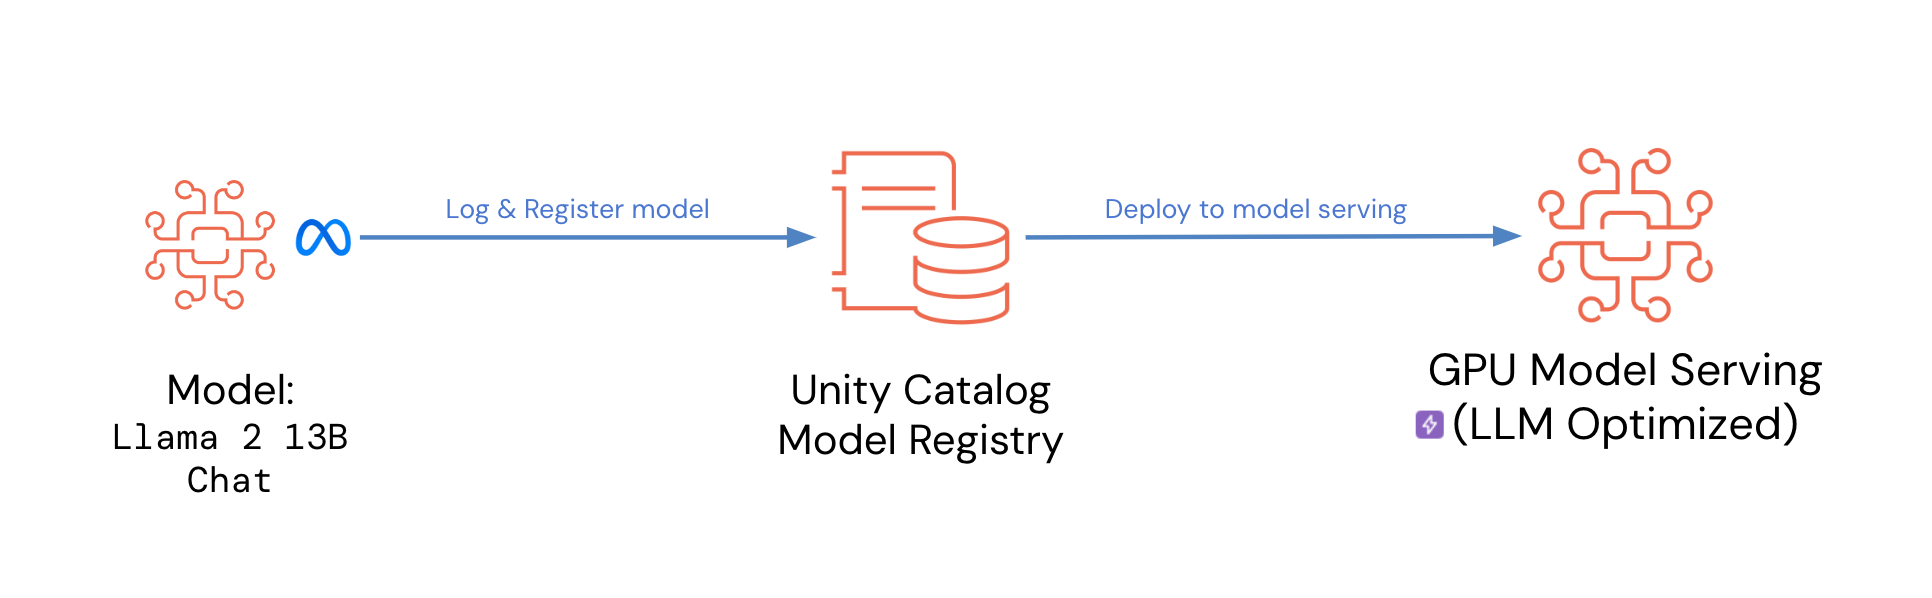 Log & Register model
Deploy to model serving
Model:
Llama 2 13B
Chat
Unity Catalog
Model Registry
GPU Model Serving
(LLM Optimized)